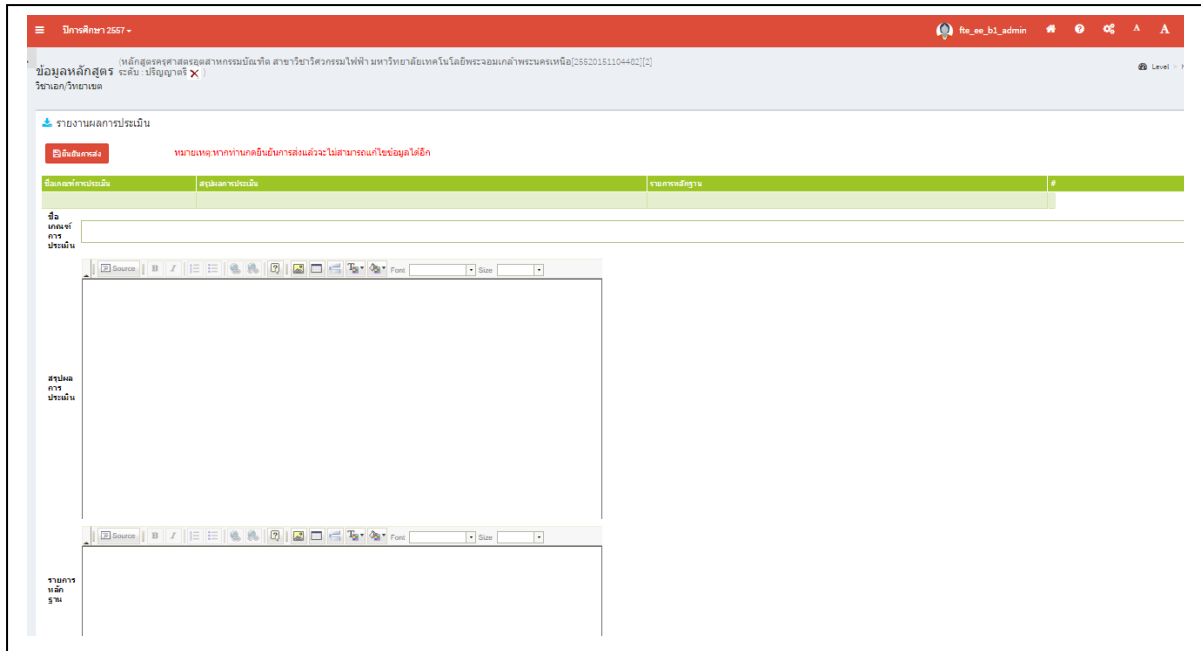 ปีการศึกษา 2557
fte_ee_b1_admin
A A
ข้อมูลหลักสูตร (หลักสูตรครุศาสตรอุตสาหกรรมบัณฑิต สาขาวิชาวิศวกรรมไฟฟ้า มหาวิทยาลัยเทคโนโลยีพระจอมเกล้าพระนครเหนือ[25520151104482][2]
ระดับ : ปริญญาตรี )
วิชาเอก/วิทยาเขต
Level >
รายงานผลการประเมิน
ยืนยันการส่ง
หมายเหตุ:หากท่านกดยืนยันการส่งแล้วจะไม่สามารถแก้ไขข้อมูลได้อีก
ชื่อเกณฑ์การประเมิน สรุปผลการประเมิน รายการหลักฐาน #
ชื่อ
เกณฑ์
การ
ประเมิน
Source B I Font Size
สรุปผล
การ
ประเมิน
Source B I Font Size
รายการ
หลัก
ฐาน